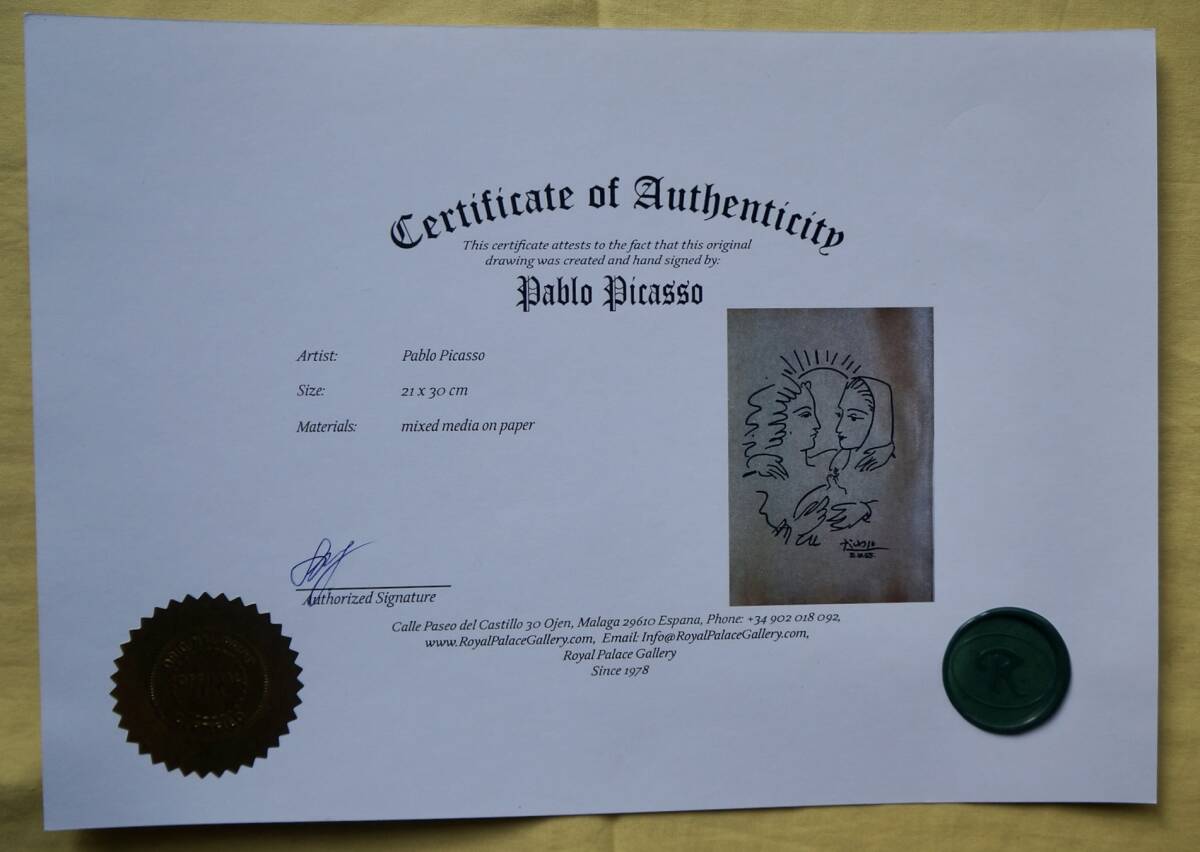 Certificate of Authenticity
This certificate attests to the fact that this original
drawing was created and hand signed by:
Pablo Picasso
Artist: Pablo Picasso
Size: 21 x 30 cm
Materials: mixed media on paper
Picasso
Authorized Signature
Calle Paseo del Castillo 30 Ojen, Malaga 29610 Espana, Phone: +34 902 018 092,
www.RoyalPalaceGallery.com, Email: Info@RoyalPalaceGallery.com,
Royal Palace Gallery
Since 1978
R